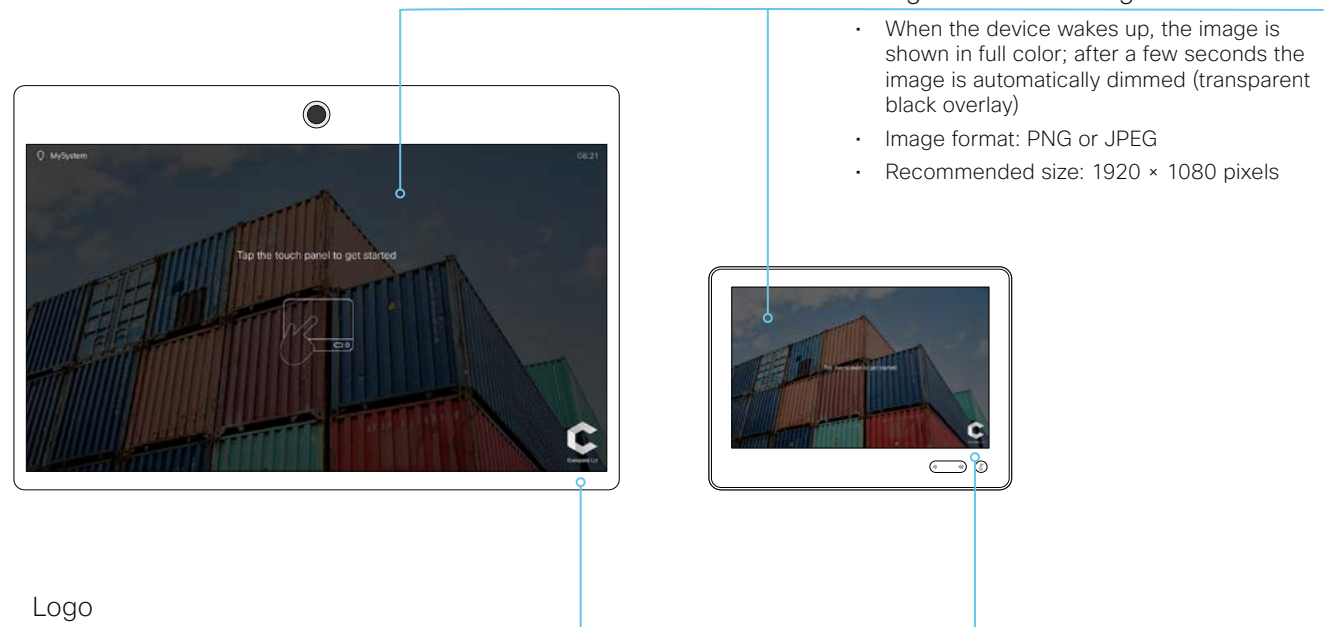 • When the device wakes up, the image is
shown in full color; after a few seconds the
image is automatically dimmed (transparent
black overlay)
• Image format: PNG or JPEG
• Recommended size: 1920 × 1080 pixels
MySystem
08:21
Tap the touch panel to get started
Logo